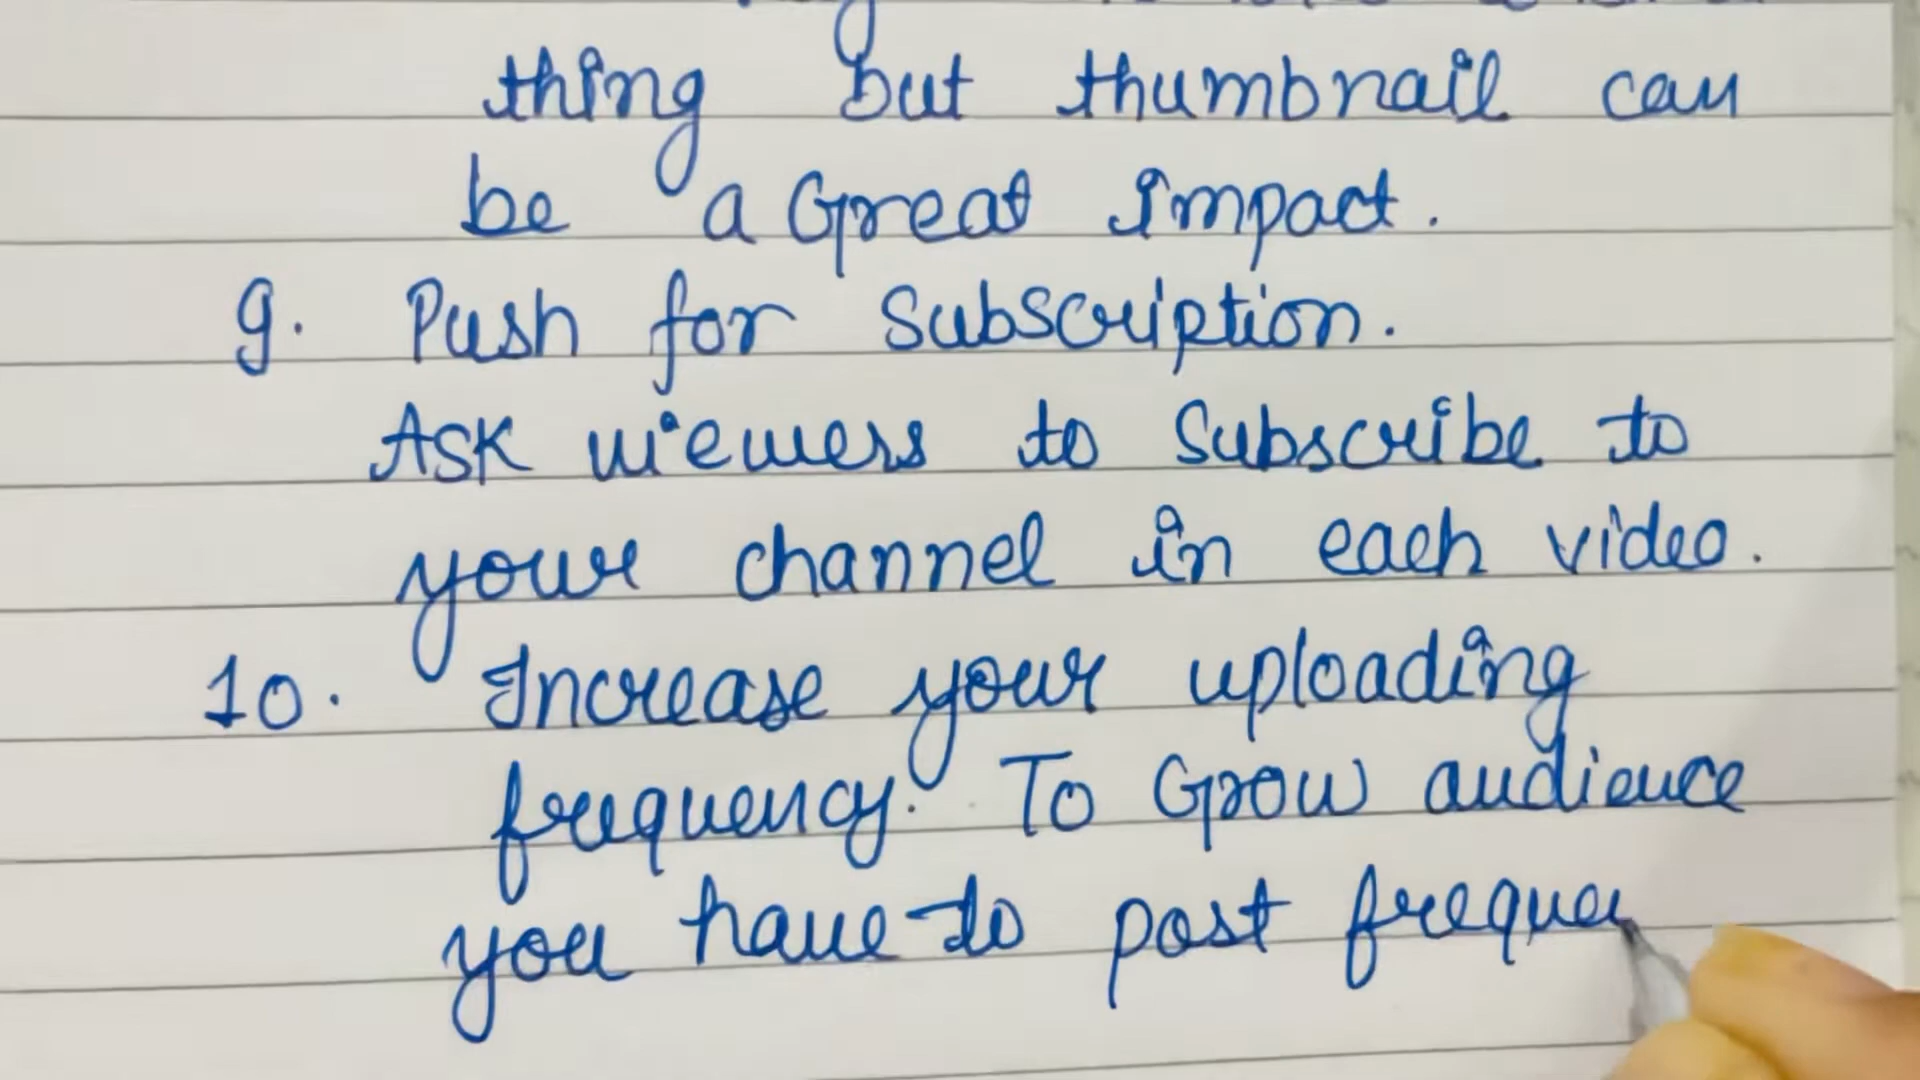 thing but thumbnail can
be a Great impact.
9. Push for Subscription.
Ask viewers to Subscribe to
your channel in each video.
10. Increase your uploading
frequency. To Grow audience
you have to post freque